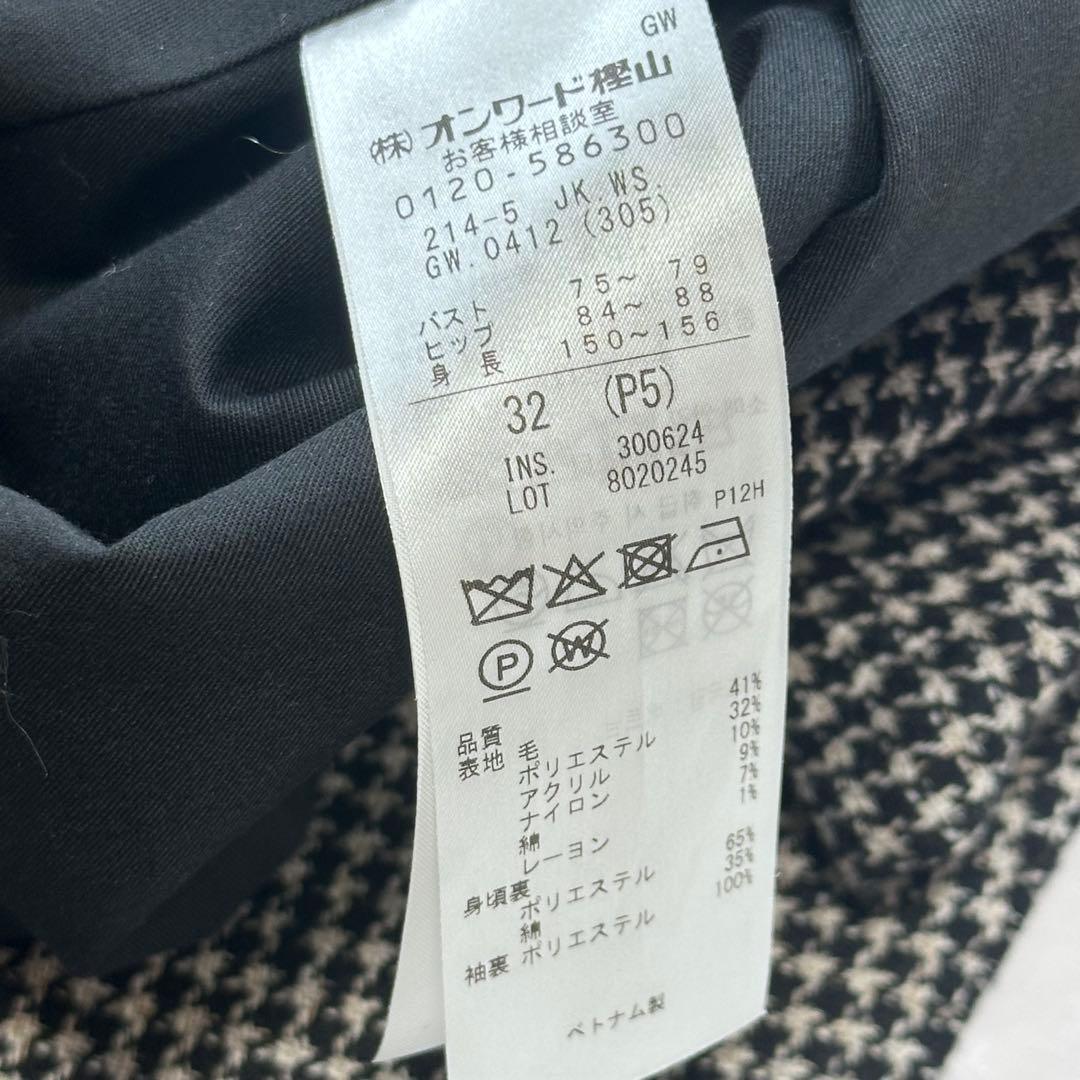 GW
㈱オンワード樫山
お客様相談室
0120-586300
214-5 JK.WS.
GW.0412 (305)
バスト 75～ 79
ヒップ 84～ 88
身 長 150～156
32 (P5)
INS. 300624
LOT 8020245
P12H
P W
品質
表地 毛 41%
ポリエステル 32%
アクリル 10%
ナイロン 9%
綿 7%
レーヨン 1%
身頃裏
ポリエステル 65%
綿 35%
袖裏 ポリエステル 100%
ベトナム製